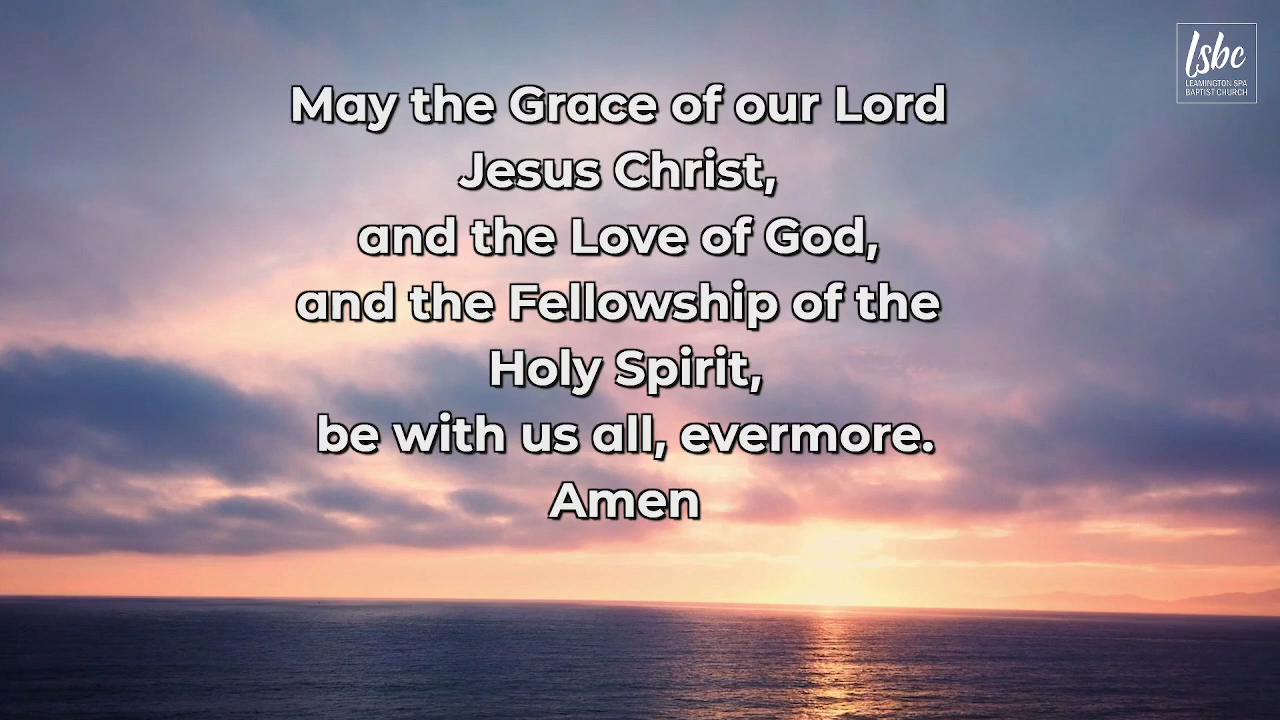 lsbc
LEAMINGTON SPA
BAPTIST CHURCH
May the Grace of our Lord
Jesus Christ,
and the Love of God,
and the Fellowship of the
Holy Spirit,
be with us all, evermore.
Amen